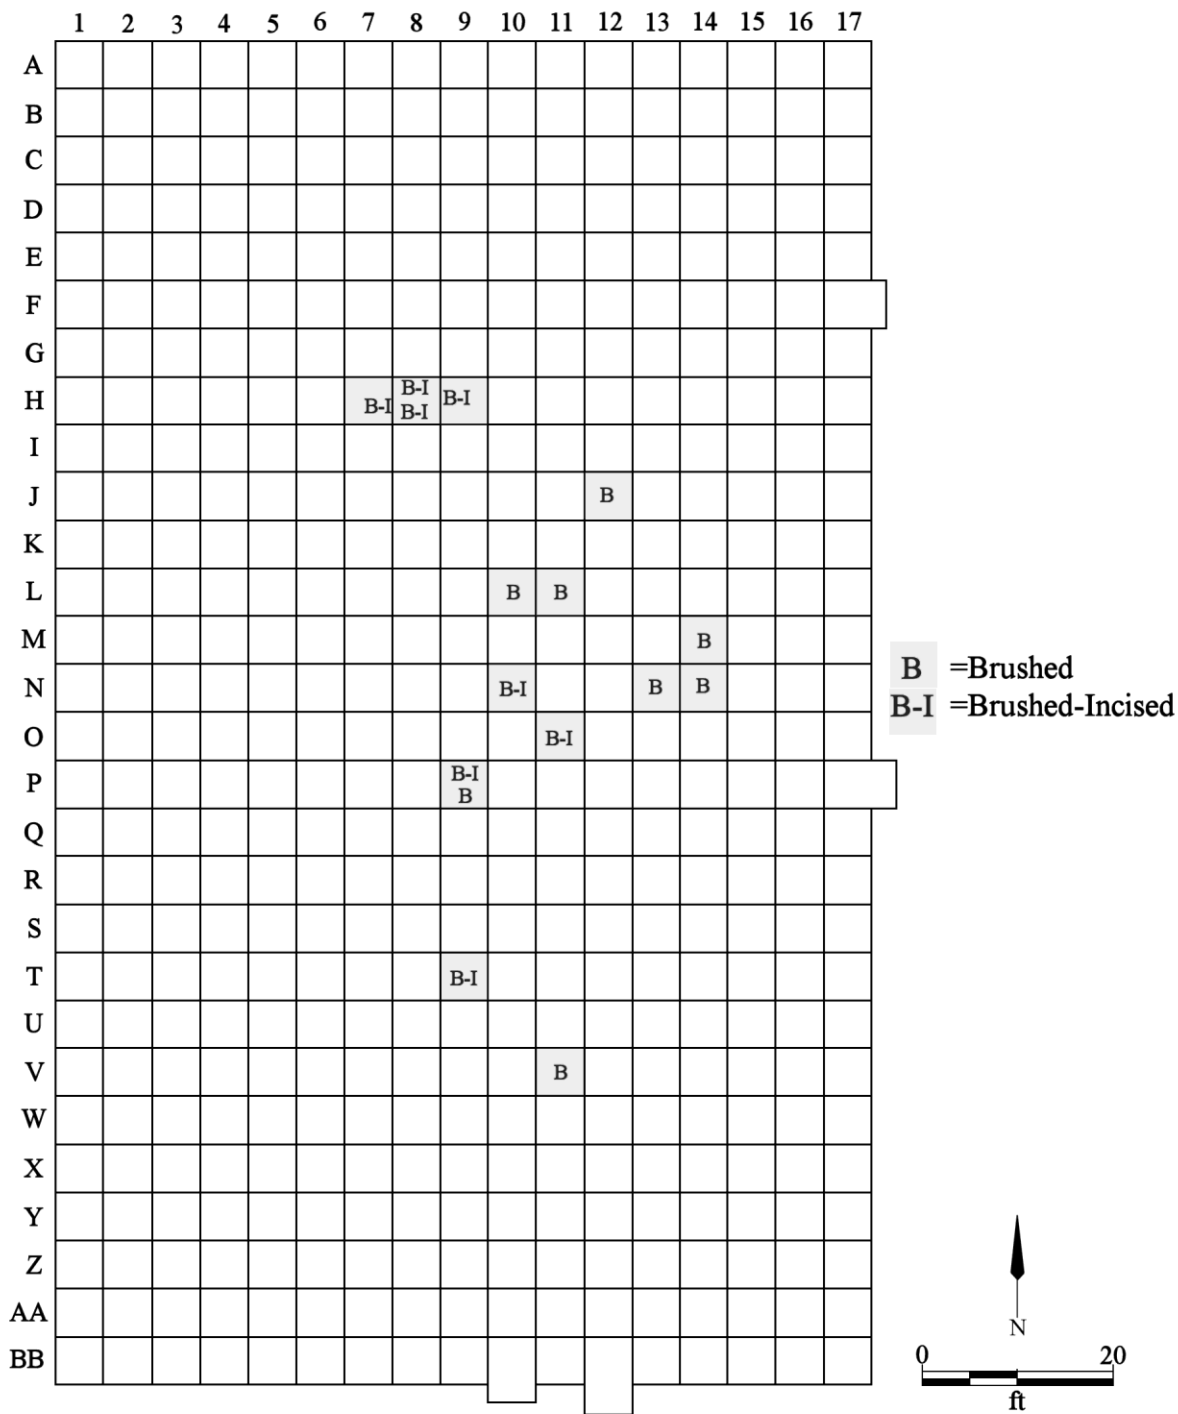 1 2 3 4 5 6 7 8 9 10 11 12 13 14 15 16 17
A
B
C
D
E
F
G
H B-I B-I B-I
B-I
I
J B
K
L B B
M B
N B-I B B
O B-I
P B-I
B
Q
R
S
T B-I
U
V B
W
X
Y
Z
AA
BB
B =Brushed
B-I =Brushed-Incised
N
0 20
ft